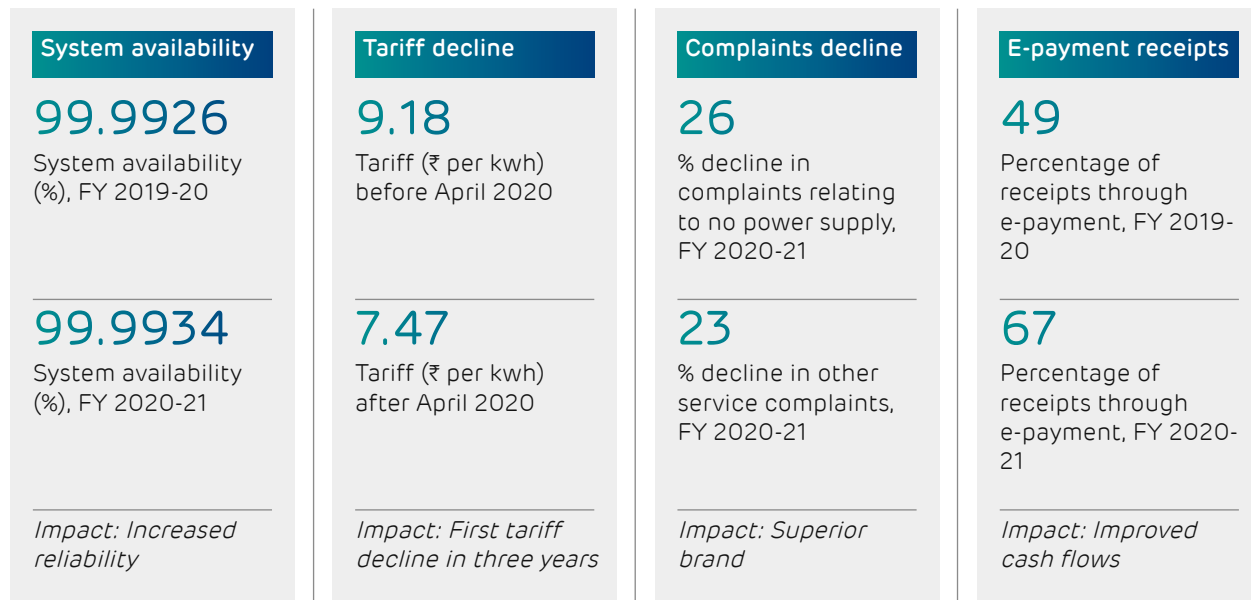 System availability
99.9926
System availability
(%), FY 2019-20
99.9934
System availability
(%), FY 2020-21
Impact: Increased
reliability
Tariff decline
9.18
Tariff (₹ per kwh)
before April 2020
7.47
Tariff (₹ per kwh)
after April 2020
Impact: First tariff
decline in three years
Complaints decline
26
% decline in
complaints relating
to no power supply,
FY 2020-21
23
% decline in other
service complaints,
FY 2020-21
Impact: Superior
brand
E-payment receipts
49
Percentage of
receipts through
e-payment, FY 2019-
20
67
Percentage of
receipts through
e-payment, FY 2020-
21
Impact: Improved
cash flows